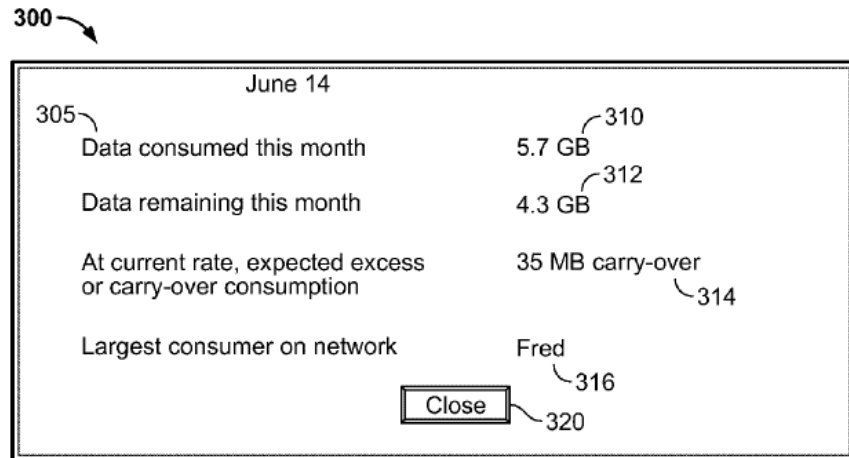 300
June 14
305
310
Data consumed this month 5.7 GB
312
Data remaining this month 4.3 GB
At current rate, expected excess 35 MB carry-over
or carry-over consumption
314
Largest consumer on network Fred
316
Close
320